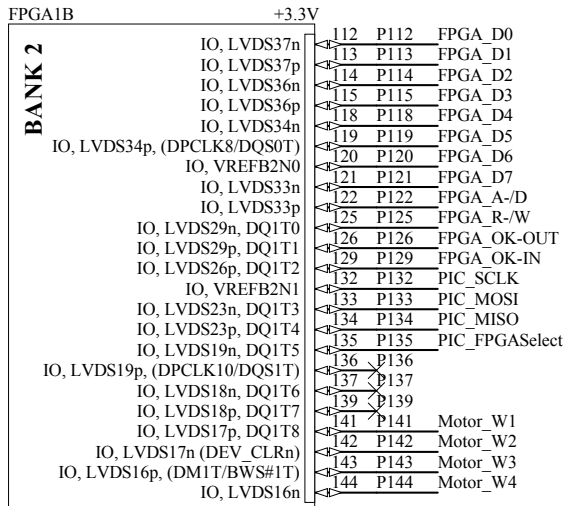 FPGA1B +3.3V
BANK 2
IO, LVDS37n 112 P112 FPGA_D0
IO, LVDS37p 113 P113 FPGA_D1
IO, LVDS36n 114 P114 FPGA_D2
IO, LVDS36p 115 P115 FPGA_D3
IO, LVDS34n 118 P118 FPGA_D4
IO, LVDS34p, (DPCLK8/DQS0T) 119 P119 FPGA_D5
IO, VREFB2N0 120 P120 FPGA_D6
IO, LVDS33n 121 P121 FPGA_D7
IO, LVDS33p 122 P122 FPGA_A-/D
IO, LVDS29n, DQ1T0 125 P125 FPGA_R-/W
IO, LVDS29p, DQ1T1 126 P126 FPGA_OK-OUT
IO, LVDS26p, DQ1T2 129 P129 FPGA_OK-IN
IO, VREFB2N1 132 P132 PIC_SCLK
IO, LVDS23n, DQ1T3 133 P133 PIC_MOSI
IO, LVDS23p, DQ1T4 134 P134 PIC_MISO
IO, LVDS19n, DQ1T5 135 P135 PIC_FPGASelect
IO, LVDS19p, (DPCLK10/DQS1T) 136 P136
IO, LVDS18n, DQ1T6 137 P137
IO, LVDS18p, DQ1T7 139 P139
IO, LVDS17p, DQ1T8 141 P141 Motor_W1
IO, LVDS17n (DEV_CLRn) 142 P142 Motor_W2
IO, LVDS16p, (DM1T/BWS#1T) 143 P143 Motor_W3
IO, LVDS16n 144 P144 Motor_W4